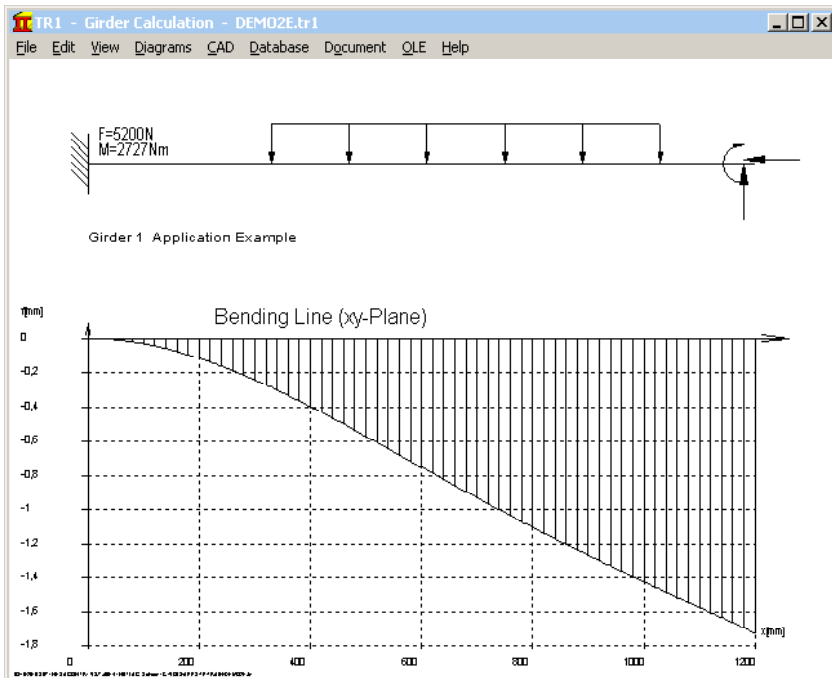 TR1 - Girder Calculation - DEMO2E.tr1
File Edit View Diagrams CAD Database Document OLE Help
F=5200N
M=2727Nm
Girder 1 Application Example
Y[mm]
Bending Line (xy-Plane)
0
-0,2
-0,4
-0,6
-0,8
-1
-1,2
-1,4
-1,6
x[mm]
-1,8
0 200 400 600 800 1000 1200